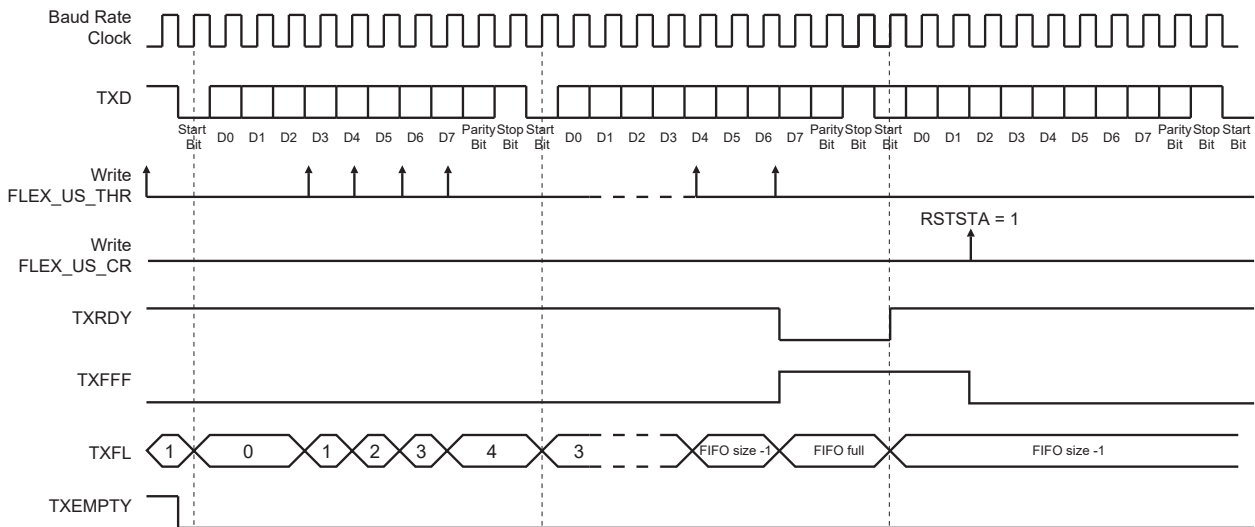 Baud Rate
Clock
TXD
Start
Bit
D0 D1 D2 D3 D4 D5 D6 D7
Parity
Bit
Stop
Bit
Start
Bit
D0 D1 D2 D3 D4 D5 D6 D7
Parity
Bit
Stop
Bit
Start
Bit
D0 D1 D2 D3 D4 D5 D6 D7
Parity
Bit
Stop
Bit
Start
Bit
Write
FLEX_US_THR
RSTSTA = 1
Write
FLEX_US_CR
TXRDY
TXFFF
TXFL
1 0 1 2 3 4 3 FIFO size -1 FIFO full FIFO size -1
TXEMPTY